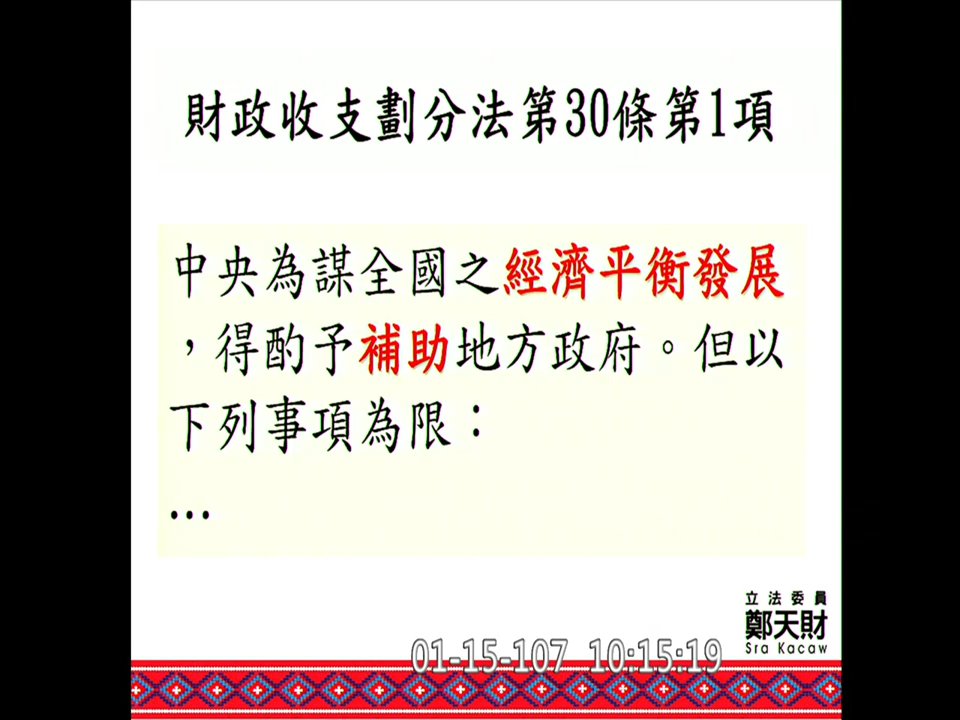 財政收支劃分法第30條第1項
中央為謀全國之經濟平衡發展
，得酌予補助地方政府。但以
下列事項為限：
...
立法委員
鄭天財
Sra Kacaw
01-15-107 10:15:19